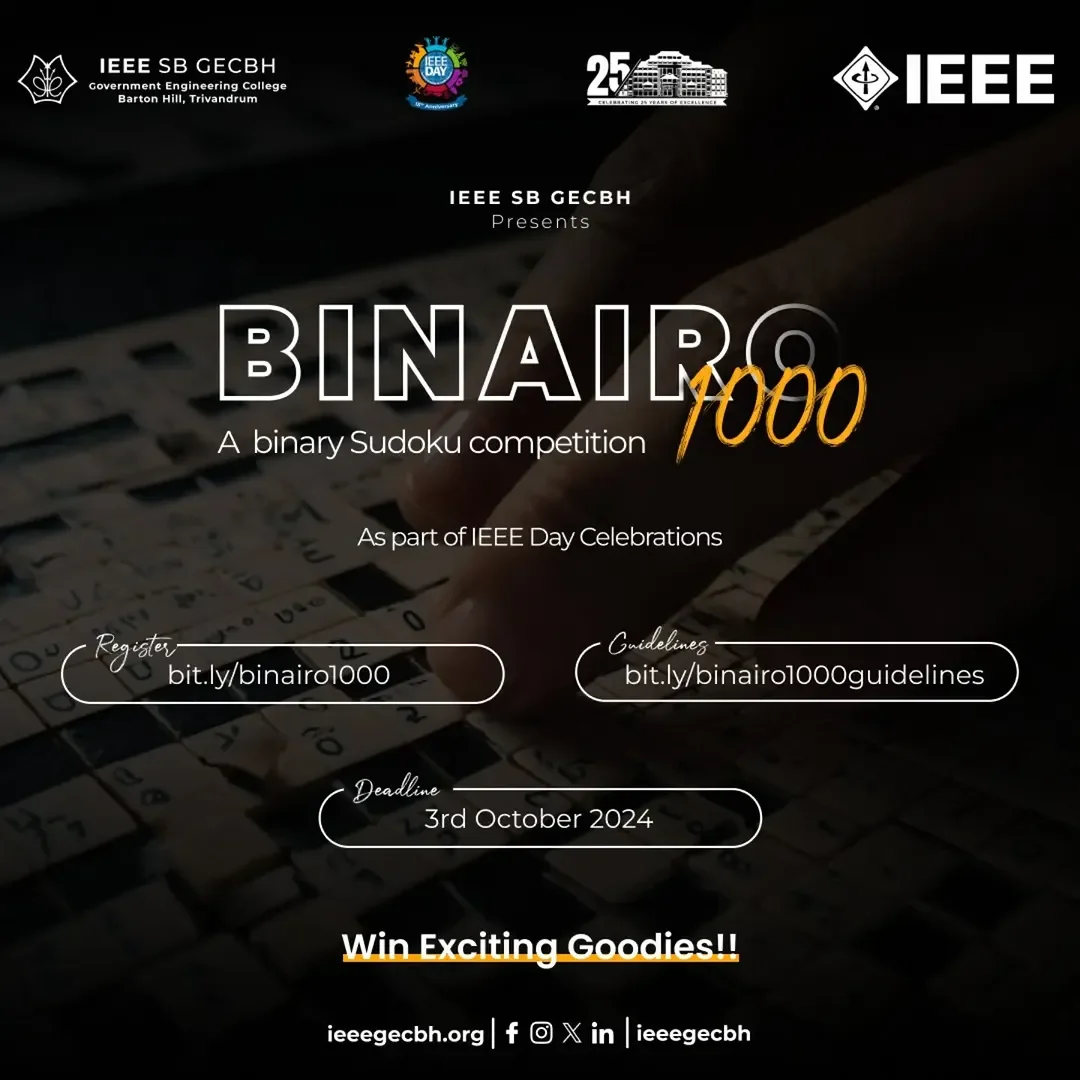 IEEE SB GECBH
Government Engineering College
Barton Hill, Trivandrum
IEEE
DAY
15th Anniversary
25
CELEBRATING 25 YEARS OF EXCELLENCE
IEEE
IEEE SB GECBH
Presents
BINAIRO
1000
A binary Sudoku competition
As part of IEEE Day Celebrations
Register
bit.ly/binairo1000
Guidelines
bit.ly/binairo1000guidelines
Deadline
3rd October 2024
Win Exciting Goodies!!
ieeegecbh.org | ieeegecbh